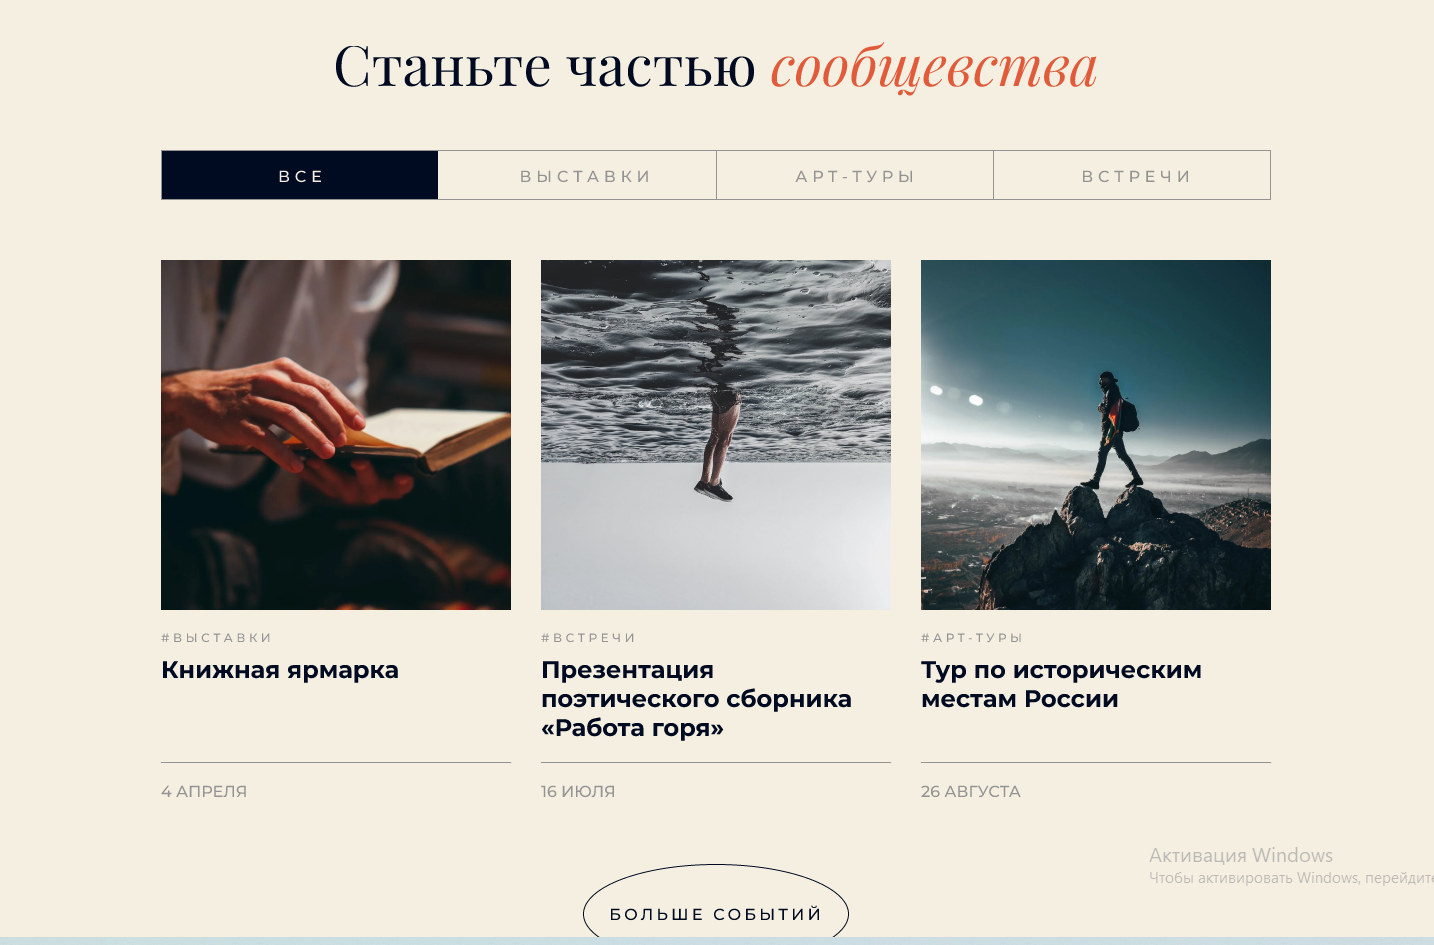 Станьте частью сообщевства
ВСЕ
ВЫСТАВКИ
АРТ-ТУРЫ
ВСТРЕЧИ
#ВЫСТАВКИ
Книжная ярмарка
4 АПРЕЛЯ
#ВСТРЕЧИ
Презентация
поэтического сборника
«Работа горя»
16 ИЮЛЯ
#АРТ-ТУРЫ
Тур по историческим
местам России
26 АВГУСТА
БОЛЬШЕ СОБЫТИЙ
Активация Windows
Чтобы активировать Windows, перейдите